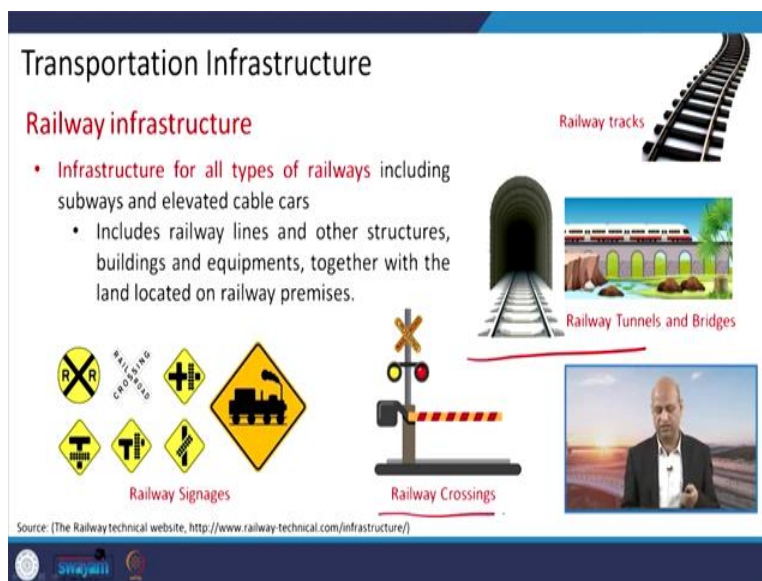 Transportation Infrastructure
Railway infrastructure
Railway tracks
• Infrastructure for all types of railways including
subways and elevated cable cars
• Includes railway lines and other structures,
buildings and equipments, together with the
land located on railway premises.
Railway Tunnels and Bridges
R R
RAIL ROAD
CROSSING
Railway Signages
Railway Crossings
Source: (The Railway technical website, http://www.railway-technical.com/infrastructure/)
swayam